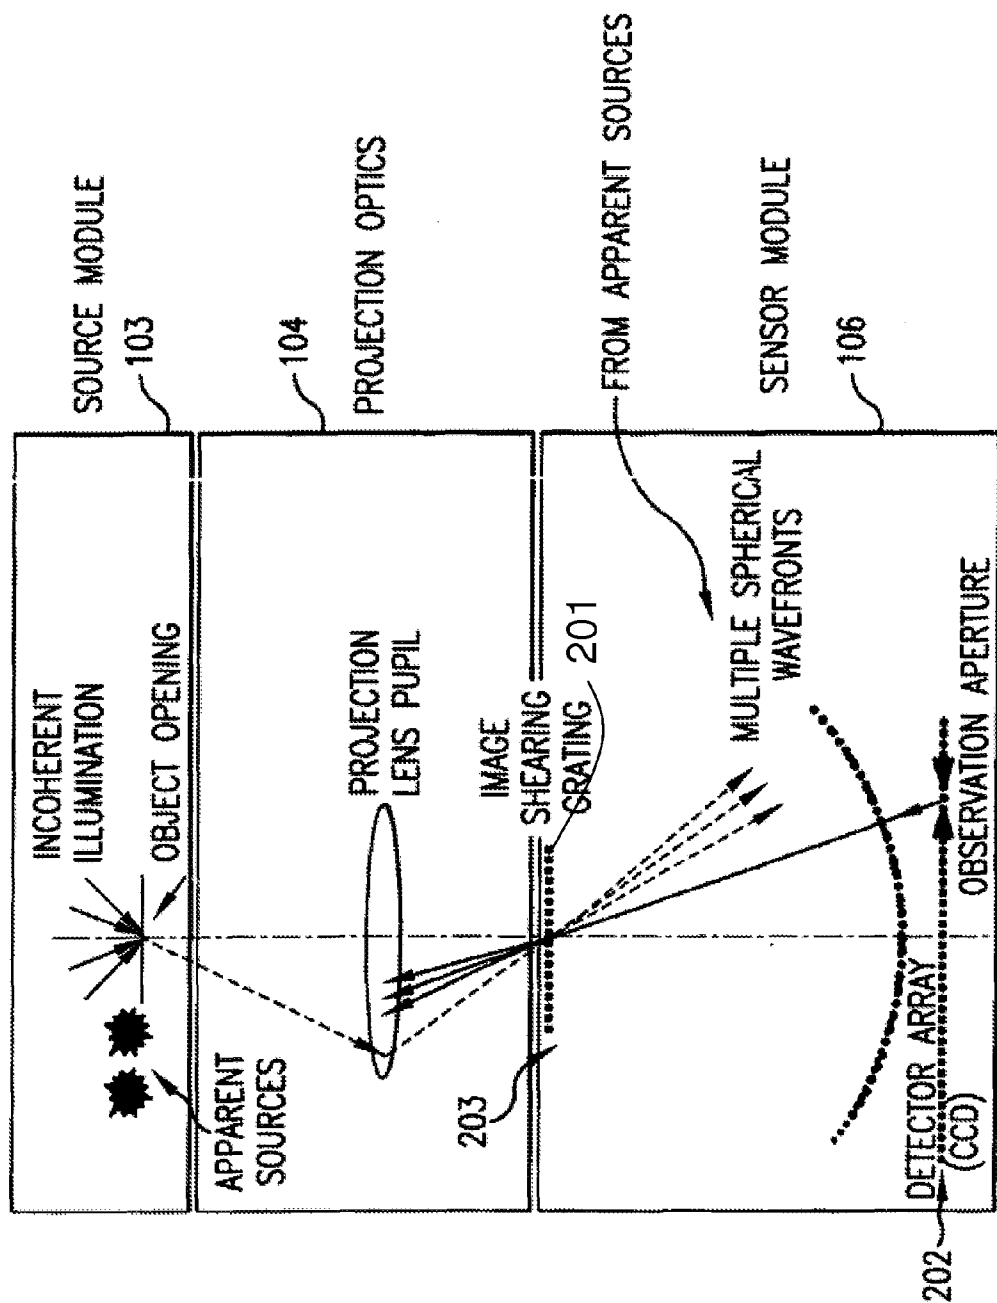 INCOHERENT
ILLUMINATION
OBJECT OPENING
APPARENT
SOURCES
SOURCE MODULE
103
PROJECTION
LENS PUPIL
104
PROJECTION OPTICS
IMAGE
SHEARING
GRATING
201
203
FROM APPARENT SOURCES
MULTIPLE SPHERICAL
WAVEFRONTS
SENSOR MODULE
106
DETECTOR ARRAY
(CCD)
OBSERVATION APERTURE
202